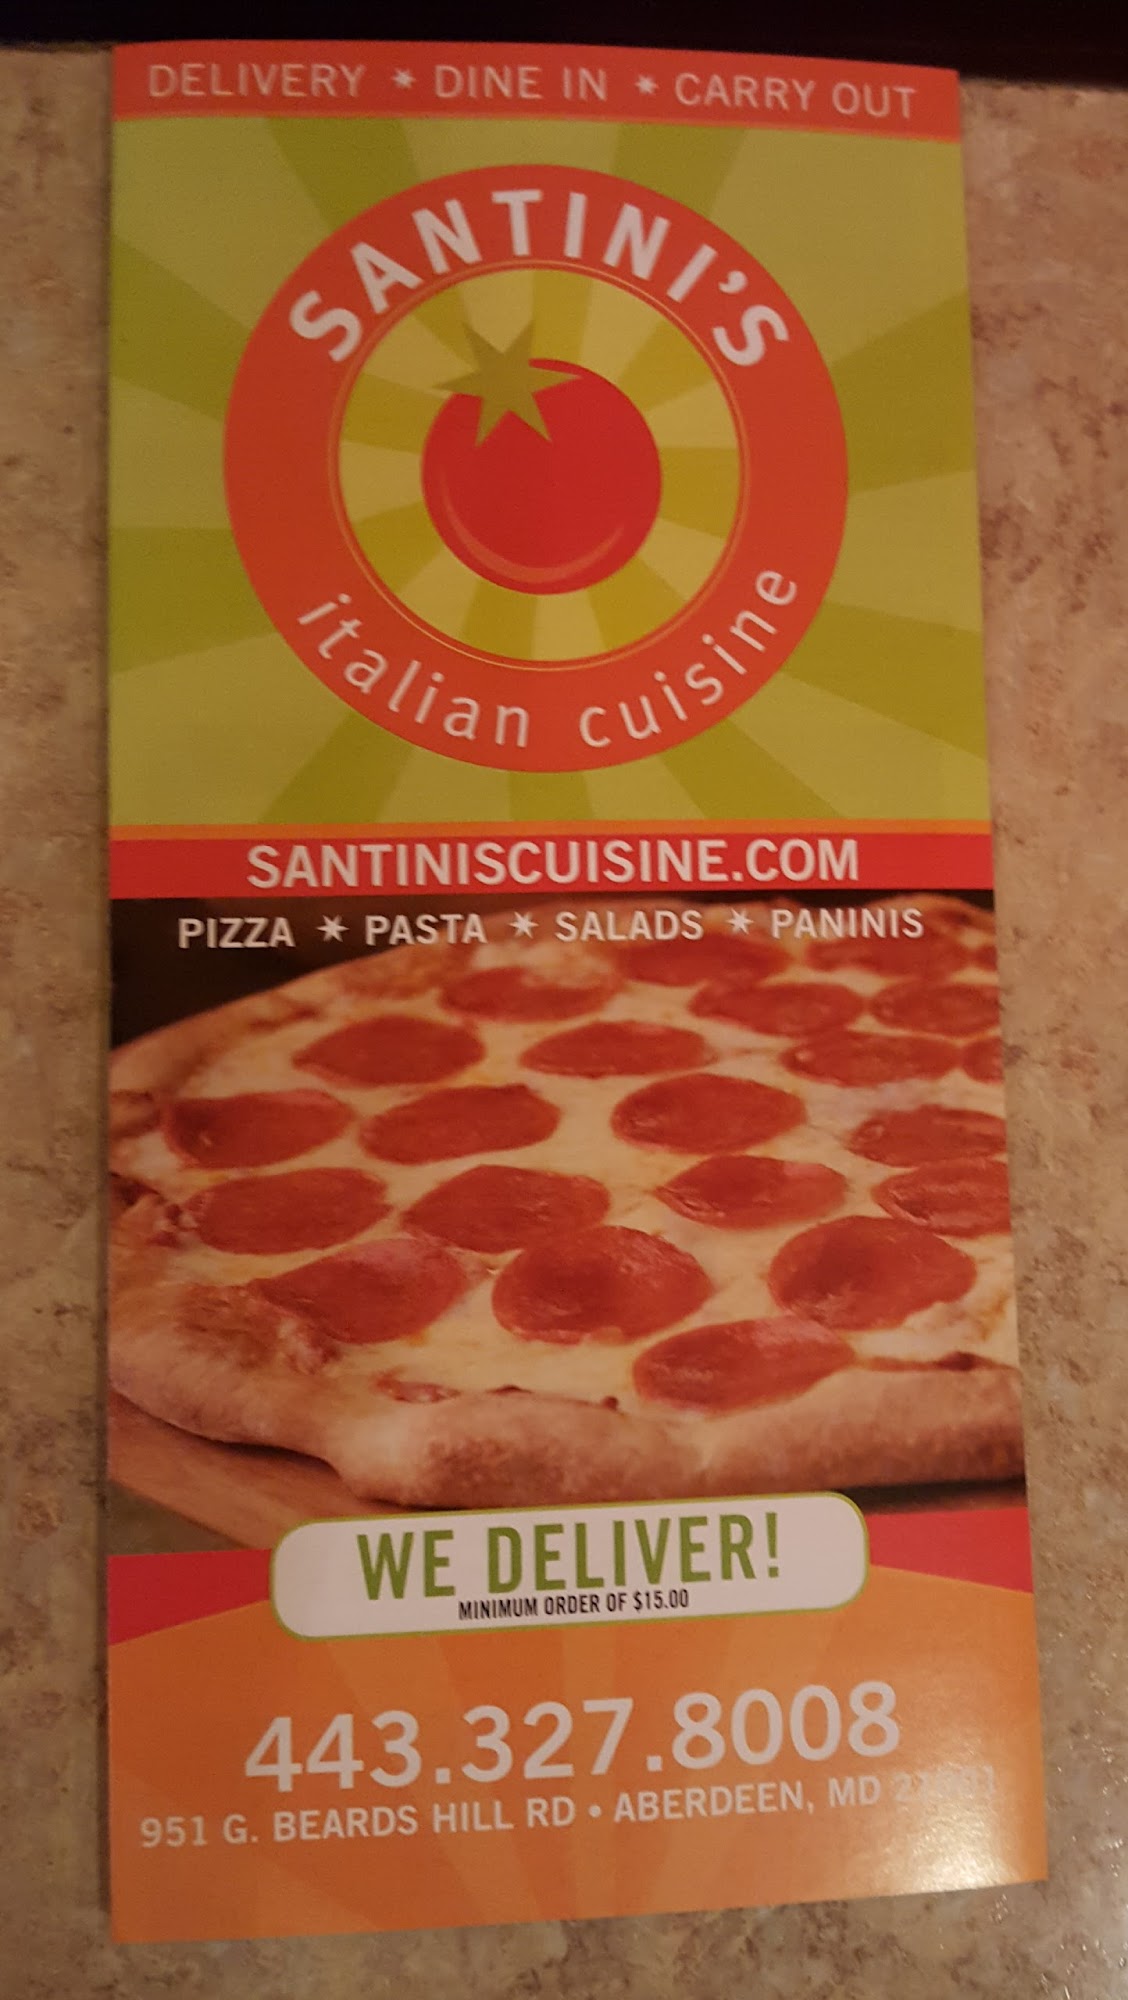 DELIVERY * DINE IN * CARRY OUT
SANTINI'S
italian cuisine
SANTINISCUISINE.COM
PIZZA * PASTA * SALADS * PANINIS
WE DELIVER!
MINIMUM ORDER OF $15.00
443.327.8008
951 G. BEARDS HILL RD • ABERDEEN, MD